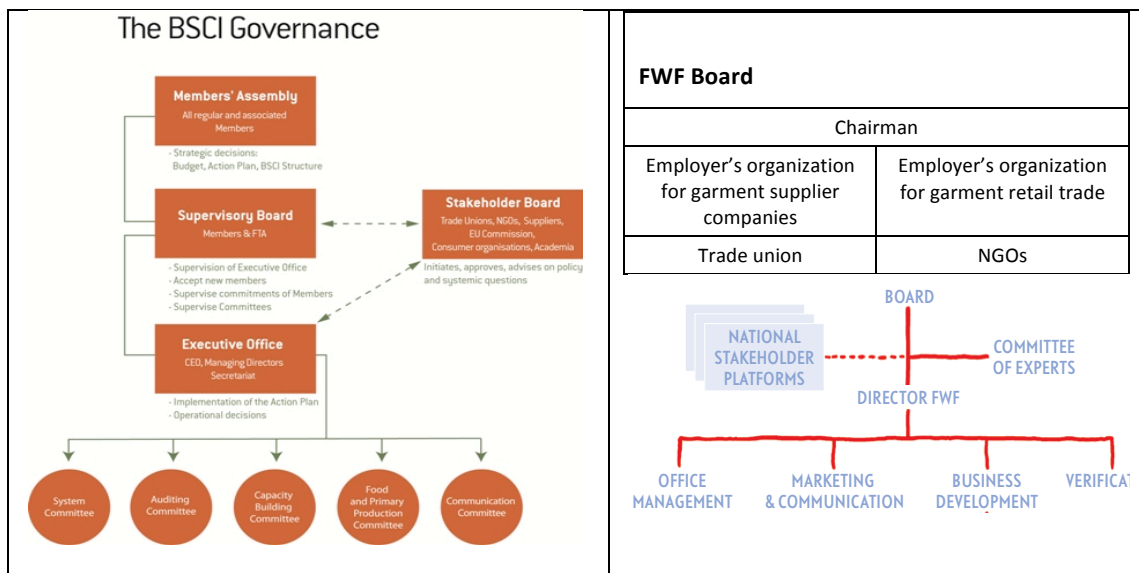 The BSCI Governance
Members' Assembly
All regular and associated
Members
- Strategic decisions:
Budget, Action Plan, BSCI Structure
Supervisory Board
Members & FTA
- Supervision of Executive Office
- Accept new members
- Supervise commitments of Members
- Supervise Committees
Stakeholder Board
Trade Unions, NGOs, Suppliers,
EU Commission,
Consumer organisations, Academia
Initiates, approves, advises on policy
and systemic questions
Executive Office
CEO, Managing Directors
Secretariat
- Implementation of the Action Plan
- Operational decisions
System
Committee
Auditing
Committee
Capacity
Building
Committee
Food
and Primary
Production
Committee
Communication
Committee
FWF Board
Chairman
Employer's organization
for garment supplier
companies
Employer's organization
for garment retail trade
Trade union
NGOs
BOARD
NATIONAL
STAKEHOLDER
PLATFORMS
COMMITTEE
OF EXPERTS
DIRECTOR FWF
OFFICE
MANAGEMENT
MARKETING
& COMMUNICATION
BUSINESS
DEVELOPMENT
VERIFICAT